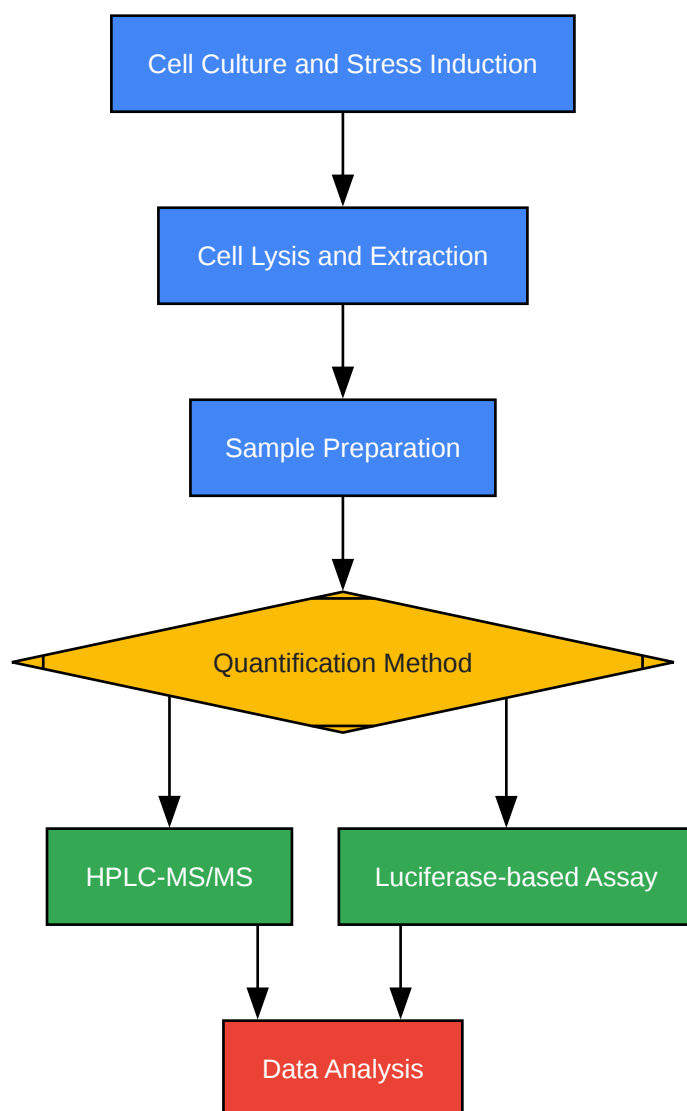 Cell Culture and Stress Induction
Cell Lysis and Extraction
Sample Preparation
Quantification Method
HPLC-MS/MS
Luciferase-based Assay
Data Analysis